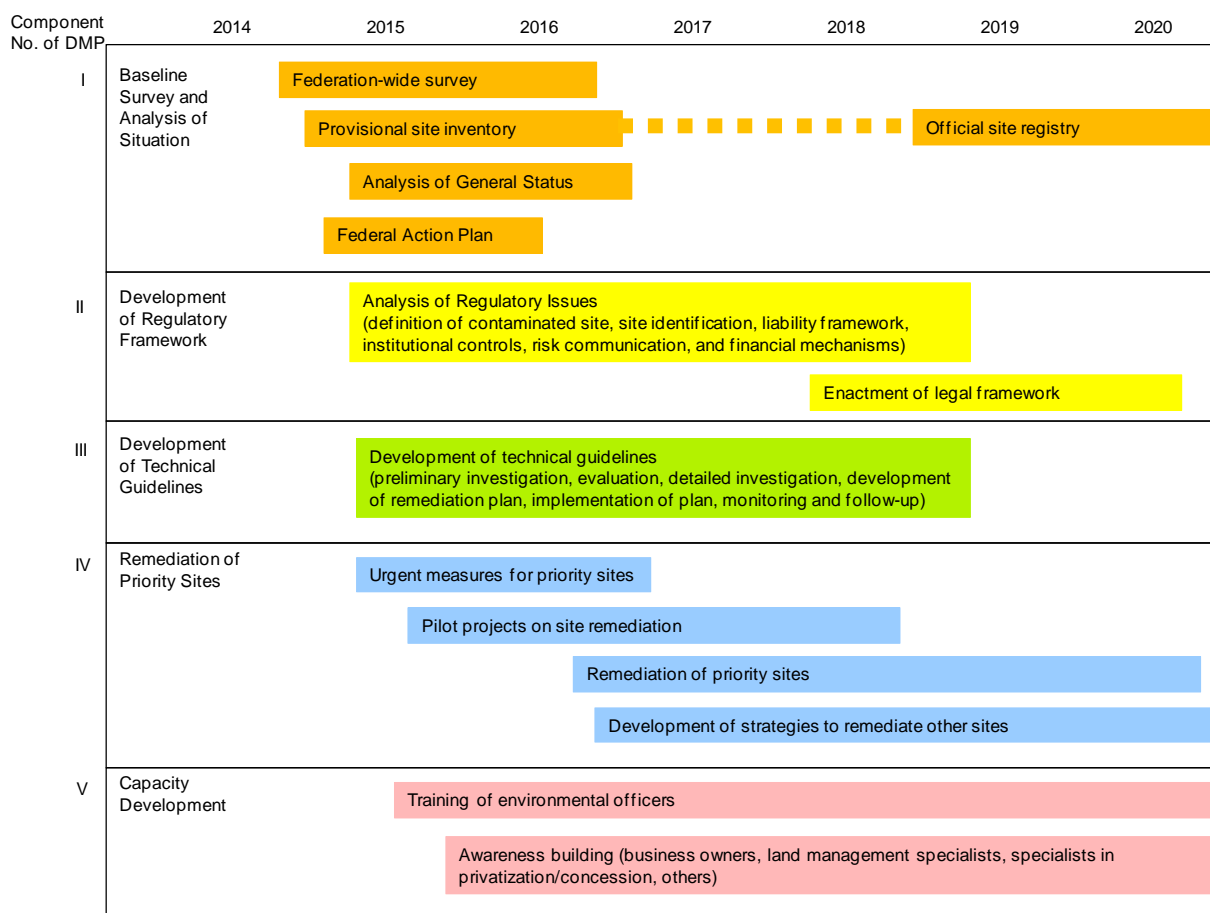 Component
No. of DMP
2014
2015
2016
2017
2018
2019
2020
I
Baseline
Survey and
Analysis of
Situation
Federation-wide survey
Provisional site inventory
Official site registry
Analysis of General Status
Federal Action Plan
II
Development
of Regulatory
Framework
Analysis of Regulatory Issues
(definition of contaminated site, site identification, liability framework,
institutional controls, risk communication, and financial mechanisms)
Enactment of legal framework
III
Development
of Technical
Guidelines
Development of technical guidelines
(preliminary investigation, evaluation, detailed investigation, development
of remediation plan, implementation of plan, monitoring and follow-up)
IV
Remediation of
Priority Sites
Urgent measures for priority sites
Pilot projects on site remediation
Remediation of priority sites
Development of strategies to remediate other sites
V
Capacity
Development
Training of environmental officers
Awareness building (business owners, land management specialists, specialists in
privatization/concession, others)